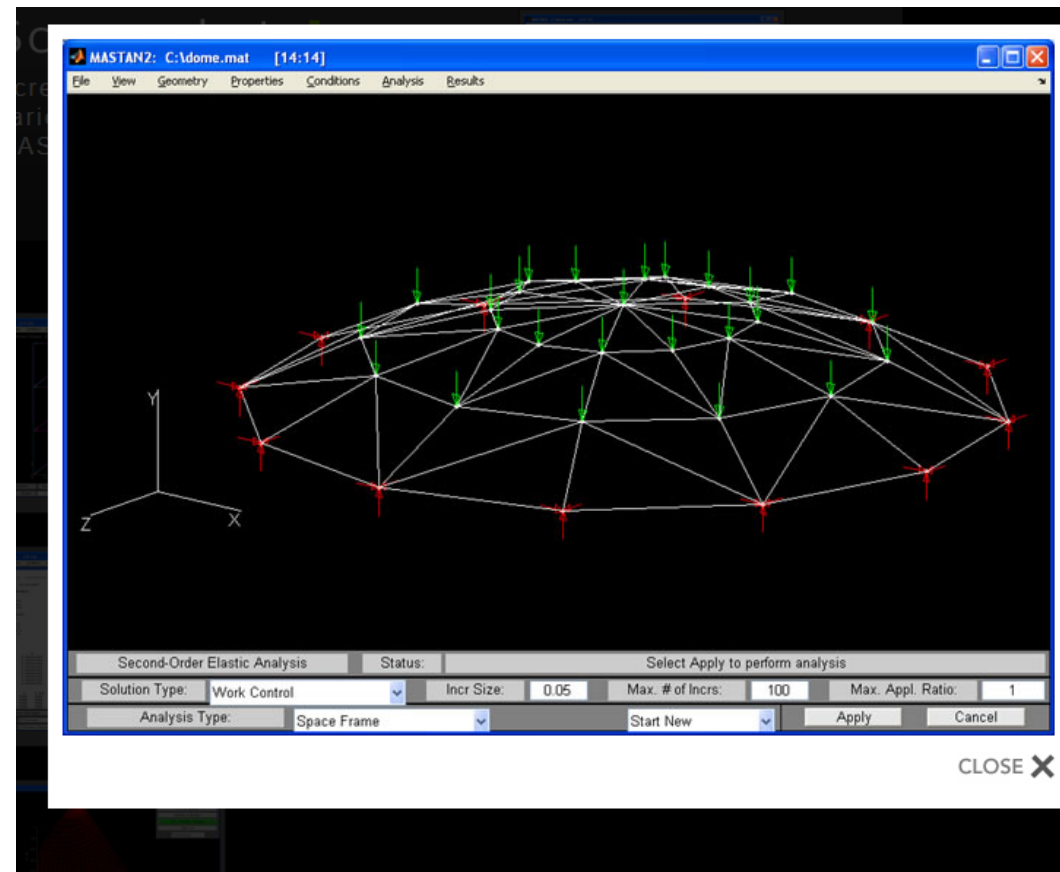 MASTAN2: C:\dome.mat [14:14]
File View Geometry Properties Conditions Analysis Results
Y
Z X
Second-Order Elastic Analysis Status: Select Apply to perform analysis
Solution Type: Work Control Incr Size: 0.05 Max. # of Incrs: 100 Max. Appl. Ratio: 1
Analysis Type: Space Frame Start New Apply Cancel
CLOSE